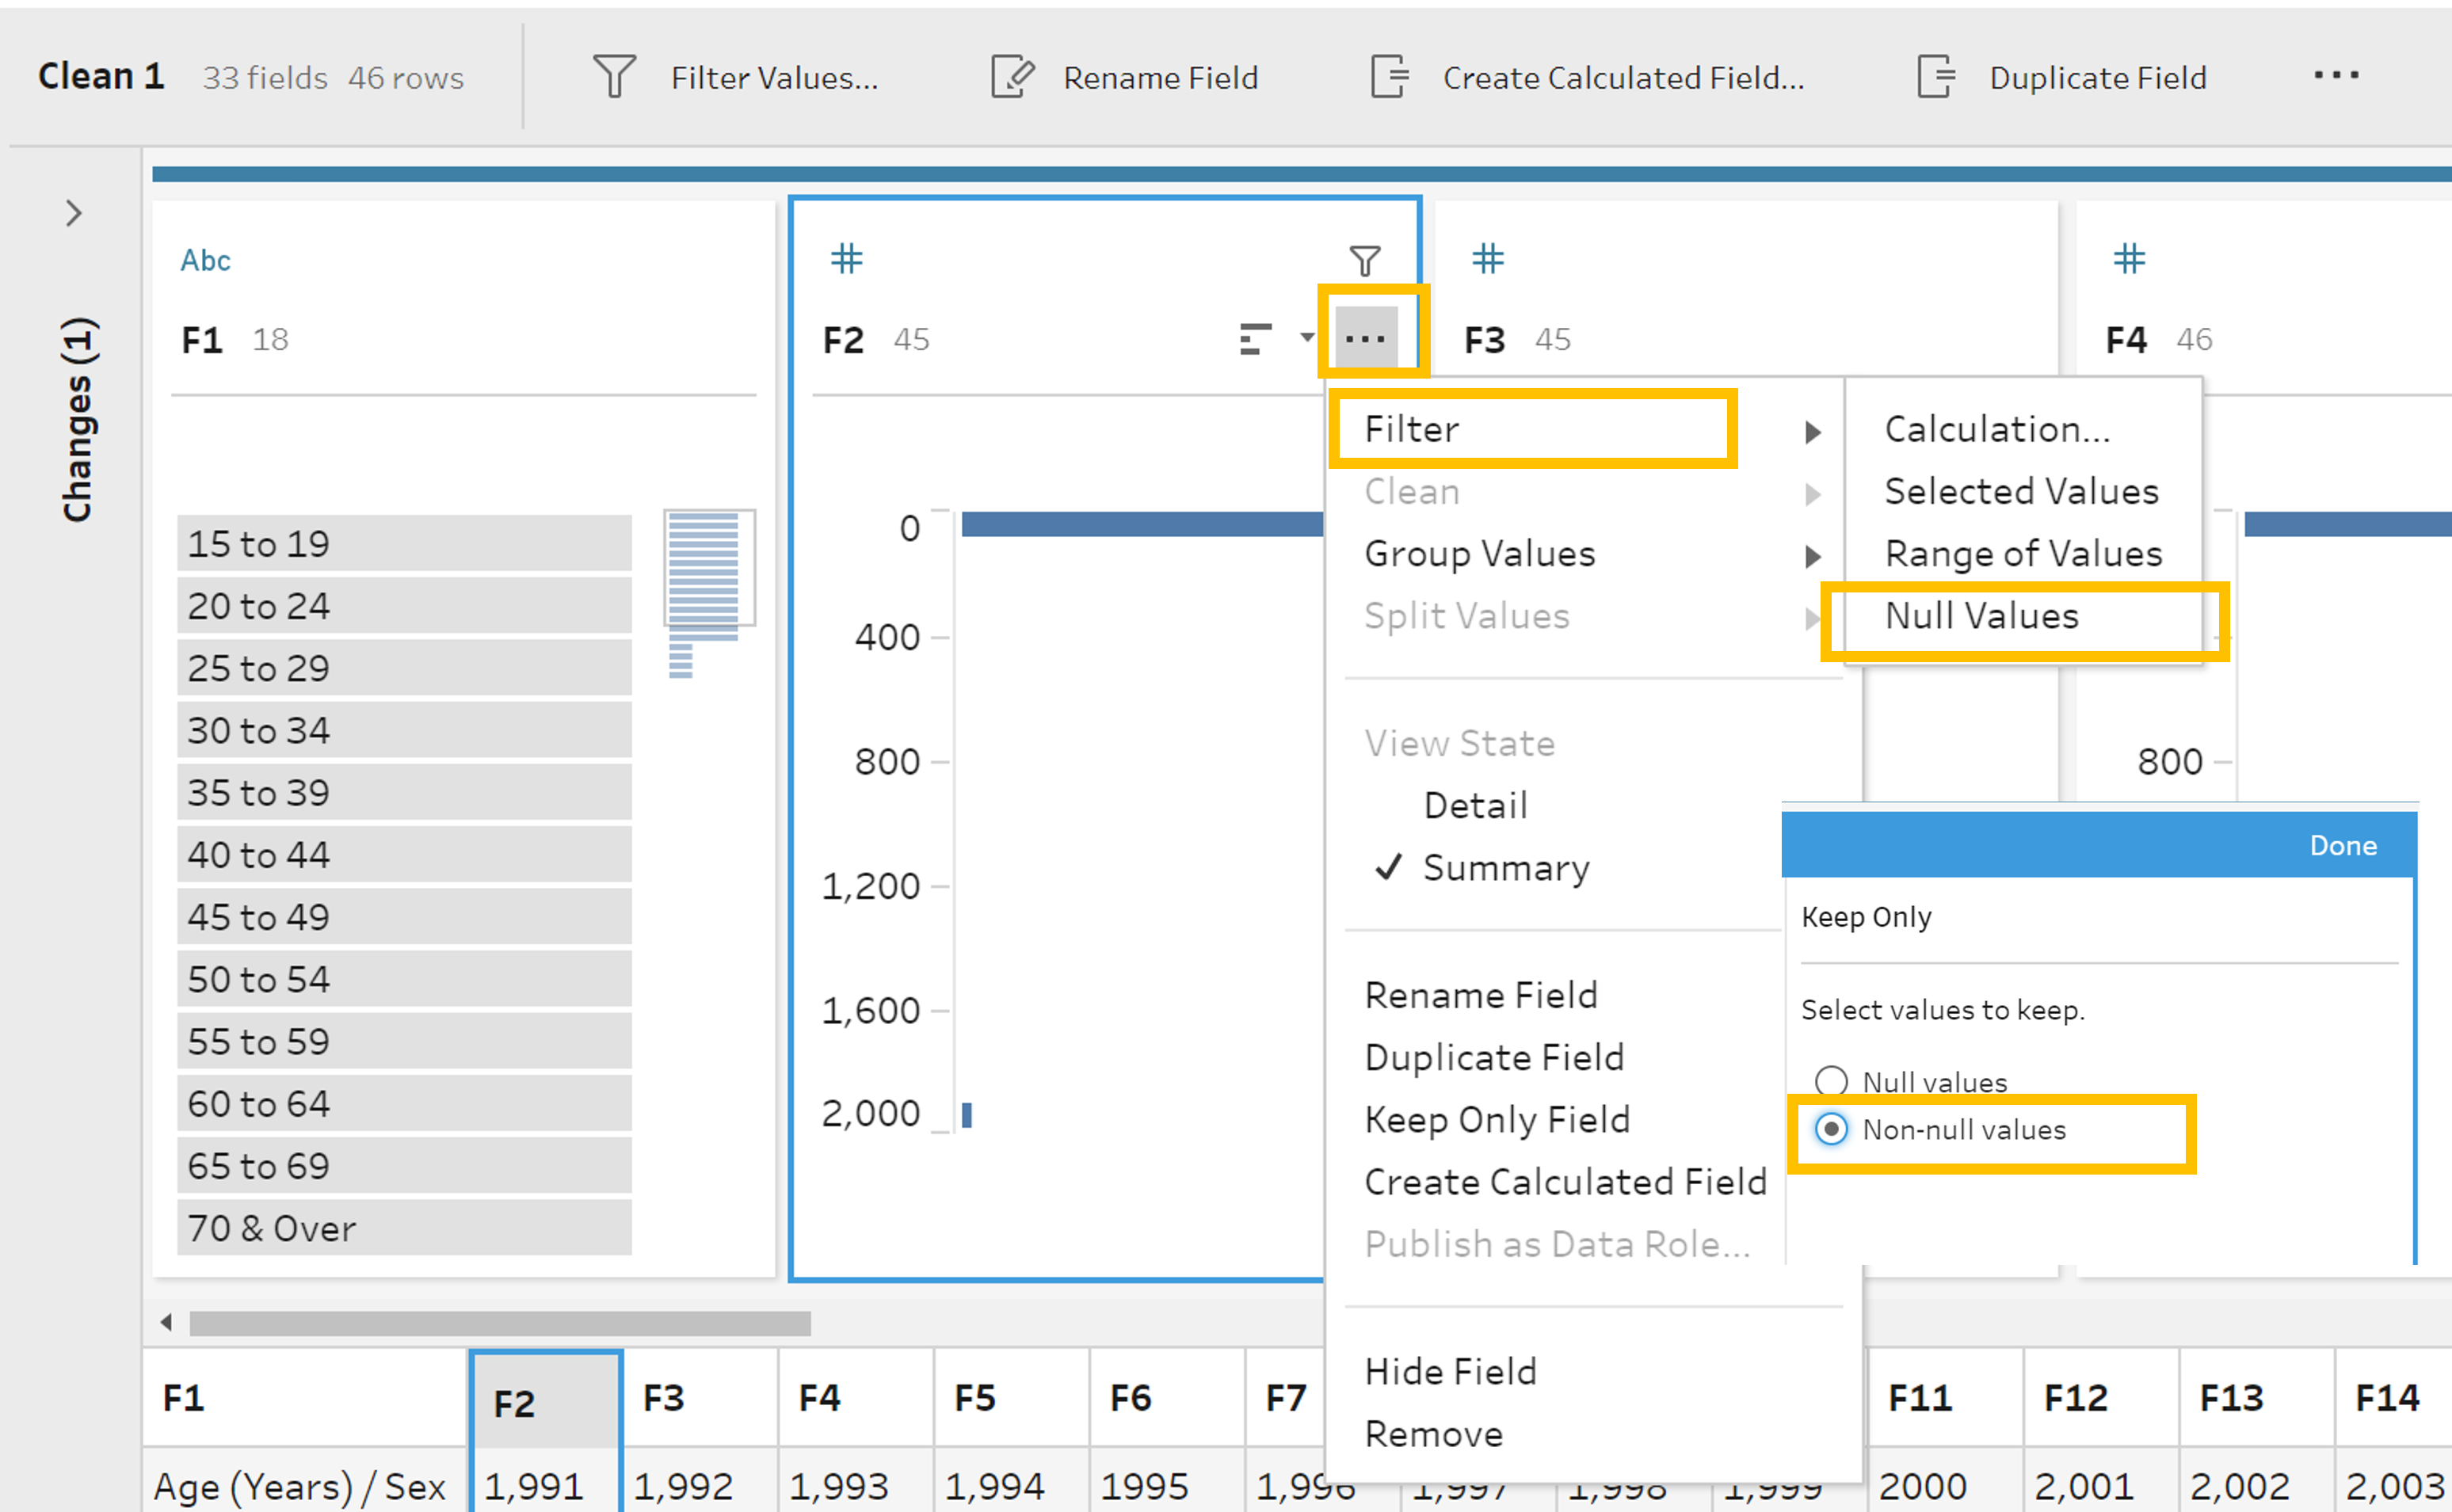 Clean 1 33 fields 46 rows Filter Values... Rename Field Create Calculated Field... Duplicate Field ...
Changes (1)
Abc # # #
F1 18 F2 45 ... F3 45 F4 46
15 to 19
20 to 24
25 to 29
30 to 34
35 to 39
40 to 44
45 to 49
50 to 54
55 to 59
60 to 64
65 to 69
70 & Over
0
400
800
1,200
1,600
2,000
Filter
Clean
Group Values
Split Values
View State
Detail
✓ Summary
Rename Field
Duplicate Field
Keep Only Field
Create Calculated Field
Publish as Data Role...
Hide Field
Remove
Calculation...
Selected Values
Range of Values
Null Values
800
Done
Keep Only
Select values to keep.
Null values
Non-null values
F1 F2 F3 F4 F5 F6 F7 F11 F12 F13 F14
Age (Years) / Sex 1,991 1,992 1,993 1,994 1995 1,996 1,997 1,998 1,999 2000 2,001 2,002 2,003